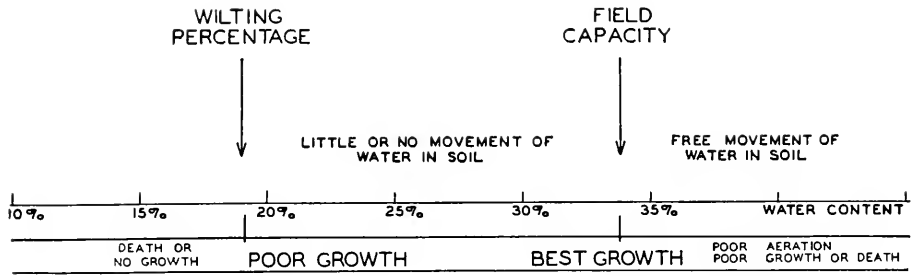 WILTING
PERCENTAGE
FIELD
CAPACITY
LITTLE OR NO MOVEMENT OF
WATER IN SOIL
FREE MOVEMENT OF
WATER IN SOIL
10% 15% 20% 25% 30% 35% WATER CONTENT
DEATH OR
NO GROWTH
POOR GROWTH
BEST GROWTH
POOR AERATION
POOR GROWTH OR DEATH